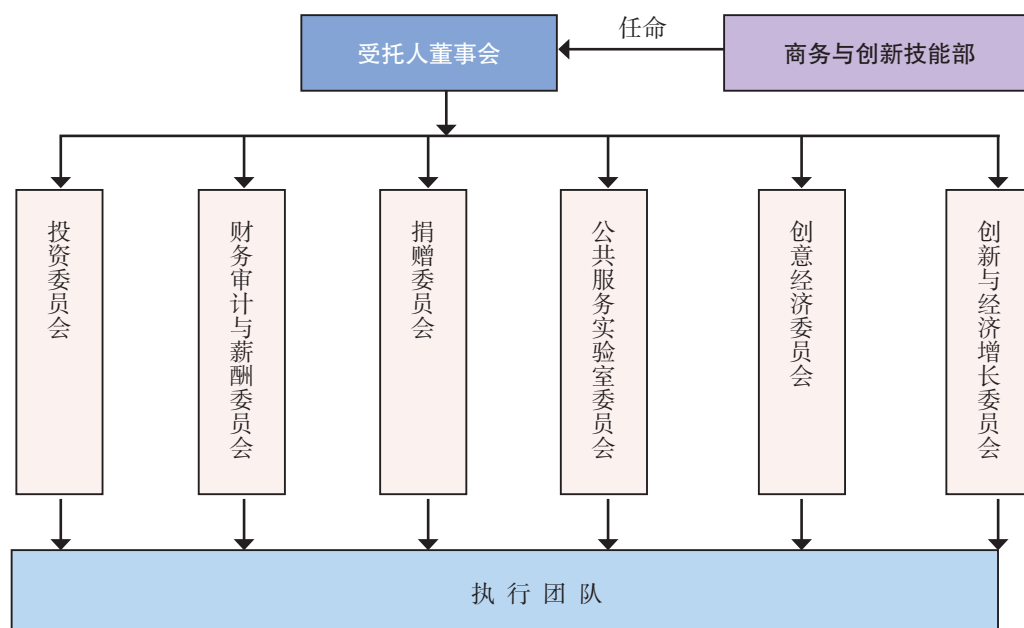 受托人董事会
任命
商务与创新技能部
投资委员会
财务审计与薪酬委员会
捐赠委员会
公共服务实验室委员会
创意经济委员会
创新与经济增长委员会
执行团队